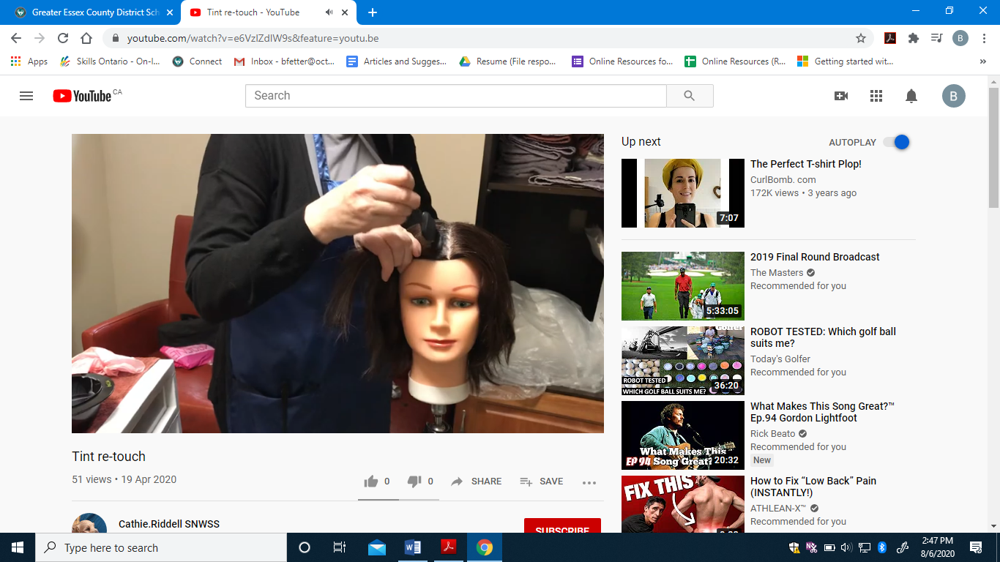 Greater Essex County District Sch
Tint re-touch - YouTube
youtube.com/watch?v=e6VzIZdlW9s&feature=youtu.be
B
Apps
Skills Ontario - On-l...
Connect
Inbox - bfetter@oct...
Articles and Sugges...
Resume (File respo...
Online Resources fo...
Online Resources (R...
Getting started wit...
»
YouTube CA
Search
B
Up next
AUTOPLAY
The Perfect T-shirt Plop!
CurlBomb. com
172K views • 3 years ago
7:07
2019 Final Round Broadcast
The Masters
Recommended for you
5:33:05
ROBOT TESTED: Which golf ball
suits me?
Today's Golfer
Recommended for you
ROBOT TESTED
WHICH GOLF BALL SUITS ME?
36:20
What Makes This Song Great?™
Ep.94 Gordon Lightfoot
Rick Beato
Recommended for you
New
What Makes This
EP 94 Song Great?
20:32
How to Fix “Low Back” Pain
(INSTANTLY!)
ATHLEAN-X™
Recommended for you
FIX THIS
Tint re-touch
51 views • 19 Apr 2020
0
0
SHARE
SAVE
Cathie.Riddell SNWSS
SUBSCRIBE
Type here to search
2:47 PM
8/6/2020